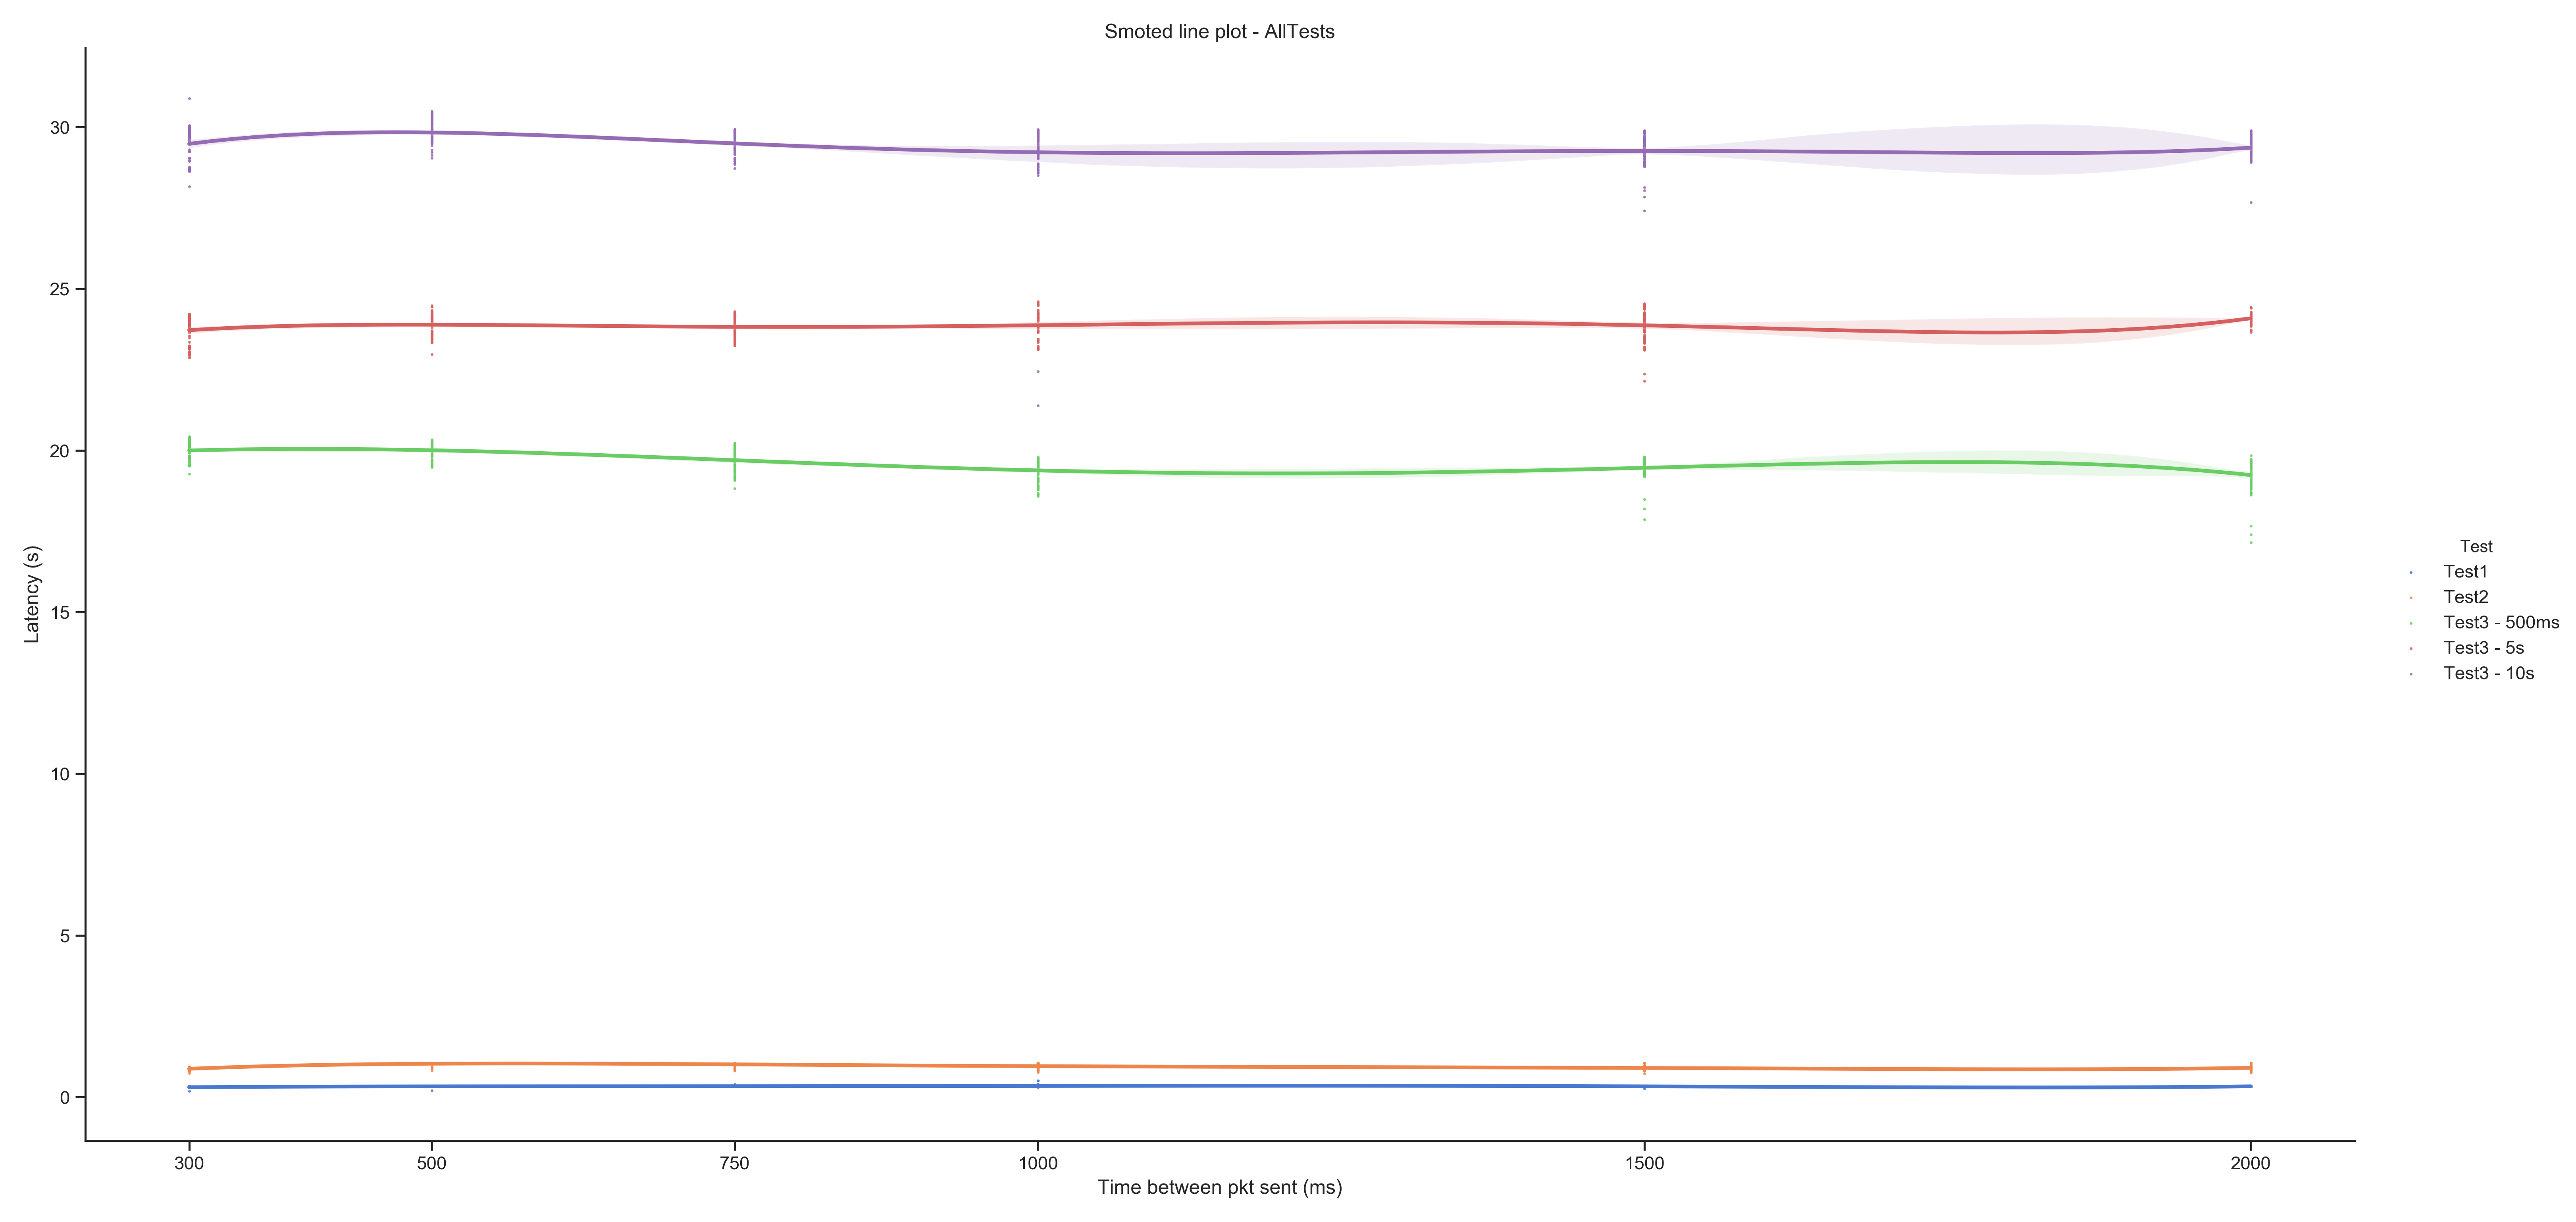 Smoted line plot - AllTests
30
25
20
15
10
5
0
Latency (s)
300
500
750
1000
1500
2000
Time between pkt sent (ms)
Test
Test1
Test2
Test3 - 500ms
Test3 - 5s
Test3 - 10s